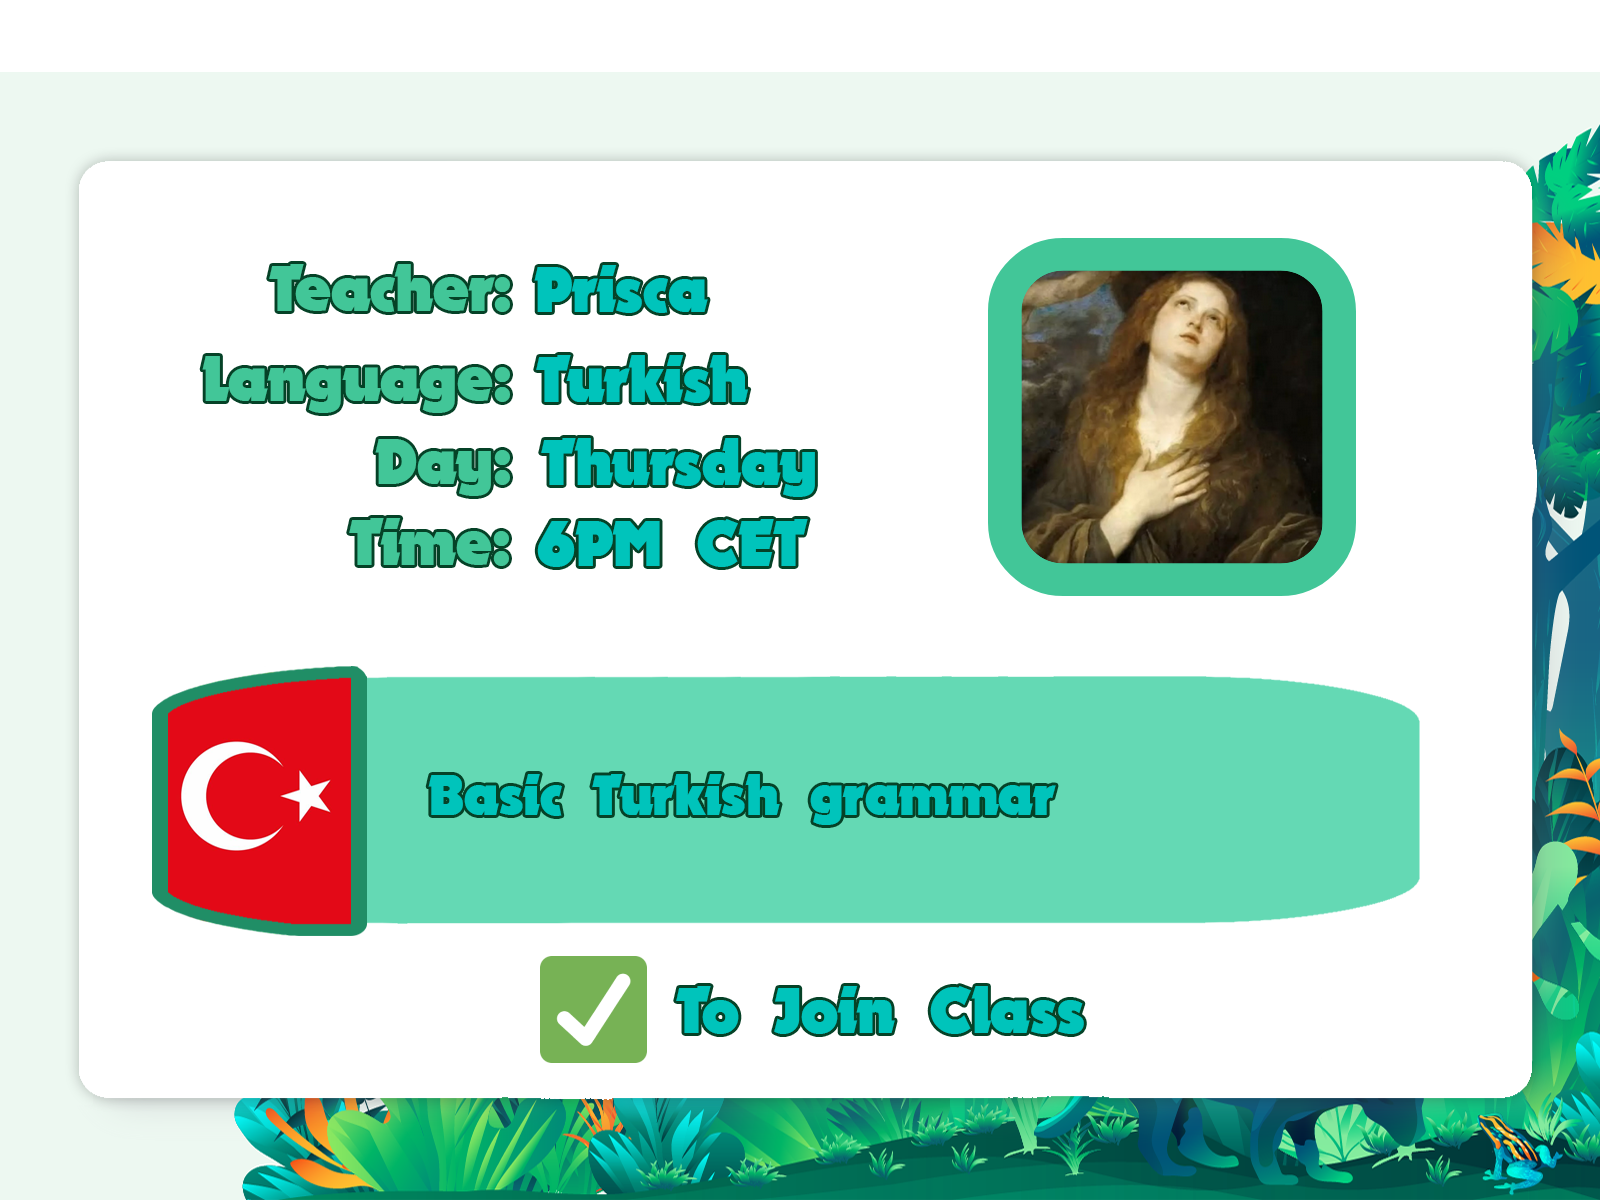 Teacher: Prisca
Language: Turkish
Day: Thursday
Time: 6PM CET
Basic Turkish grammar
To Join Class